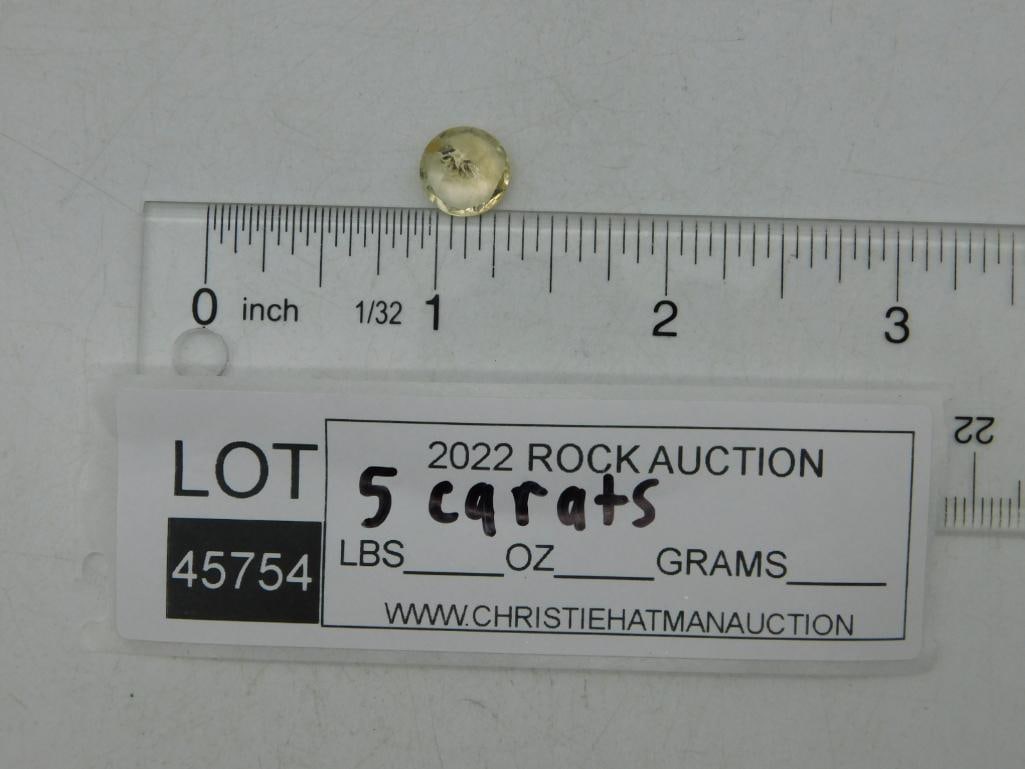 0 inch 1/32 1 2 3
22
LOT
45754
2022 ROCK AUCTION
5 carats
LBS_____OZ_____GRAMS_____
WWW.CHRISTIEHATMANAUCTION